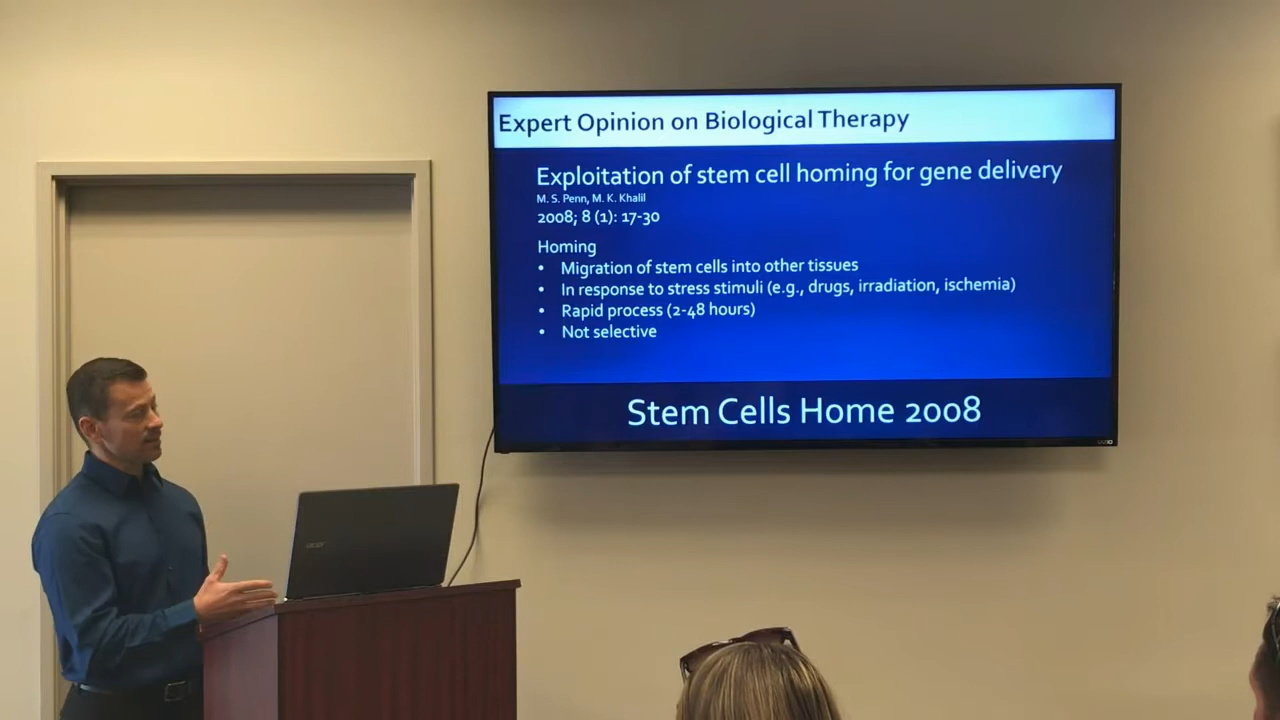 Expert Opinion on Biological Therapy
Exploitation of stem cell homing for gene delivery
M. S. Penn, M. K. Khalil
2008; 8 (1): 17-30
Homing
• Migration of stem cells into other tissues
• In response to stress stimuli (e.g., drugs, irradiation, ischemia)
• Rapid process (2-48 hours)
• Not selective
Stem Cells Home 2008
VIZIO
acer